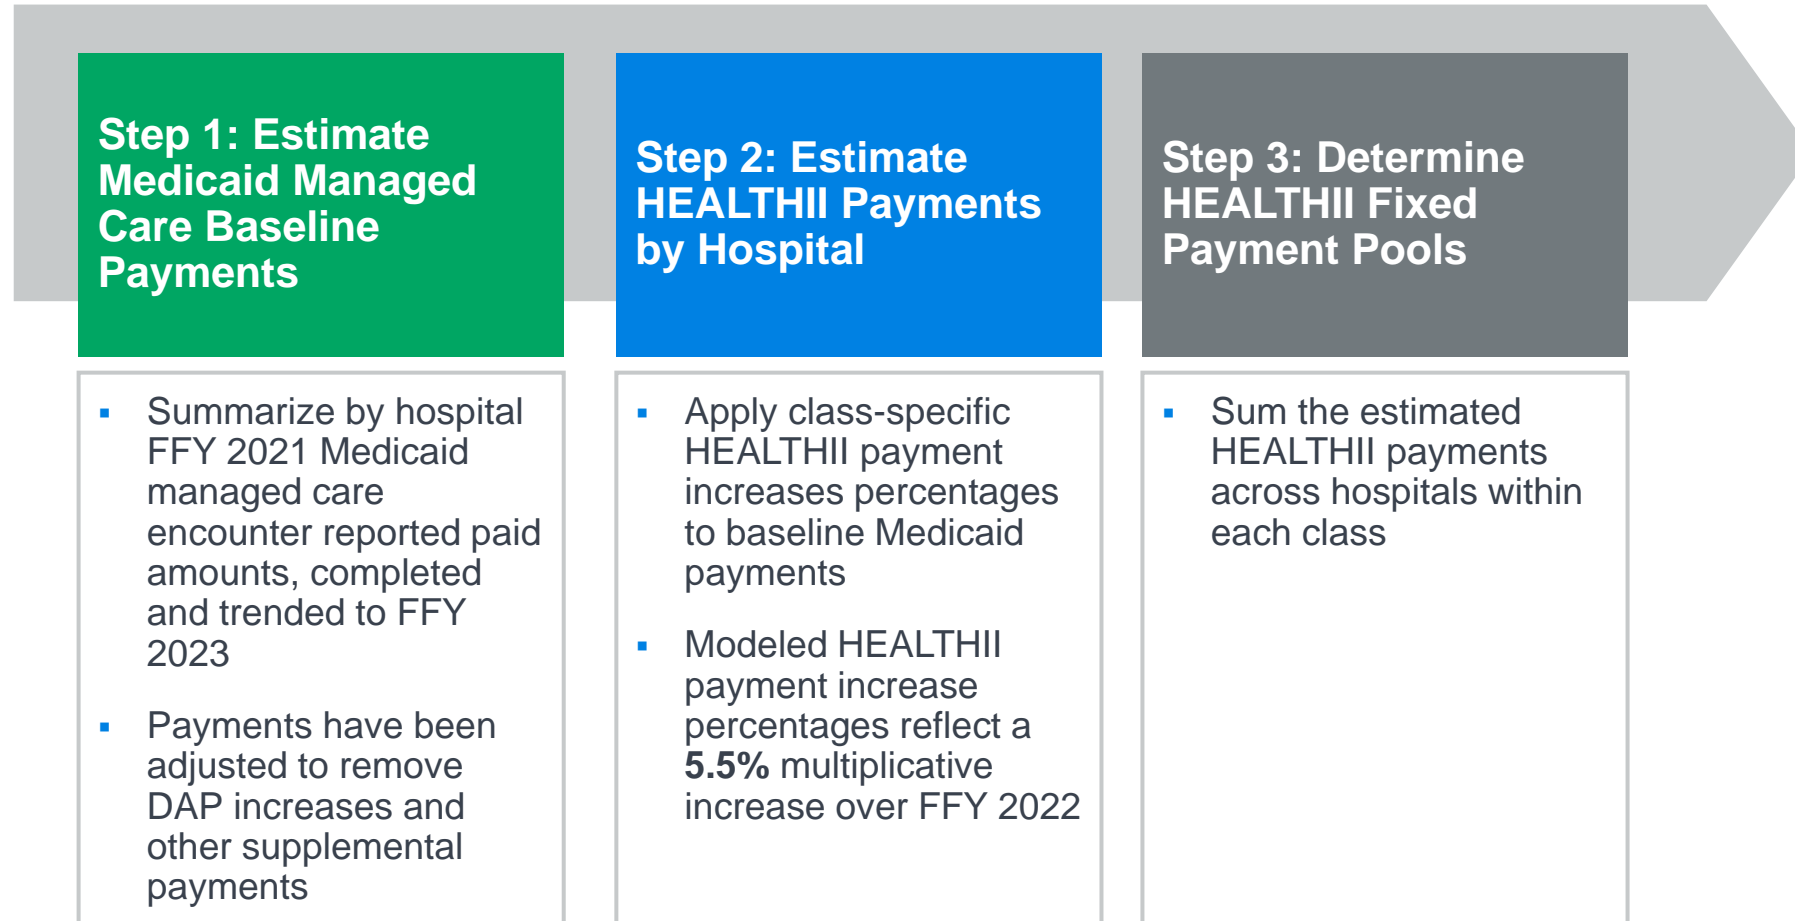 Step 1: Estimate
Medicaid Managed
Care Baseline
Payments
▪ Summarize by hospital
FFY 2021 Medicaid
managed care
encounter reported paid
amounts, completed
and trended to FFY
2023
▪ Payments have been
adjusted to remove
DAP increases and
other supplemental
payments
Step 2: Estimate
HEALTHII Payments
by Hospital
▪ Apply class-specific
HEALTHII payment
increases percentages
to baseline Medicaid
payments
▪ Modeled HEALTHII
payment increase
percentages reflect a
5.5% multiplicative
increase over FFY 2022
Step 3: Determine
HEALTHII Fixed
Payment Pools
▪ Sum the estimated
HEALTHII payments
across hospitals within
each class